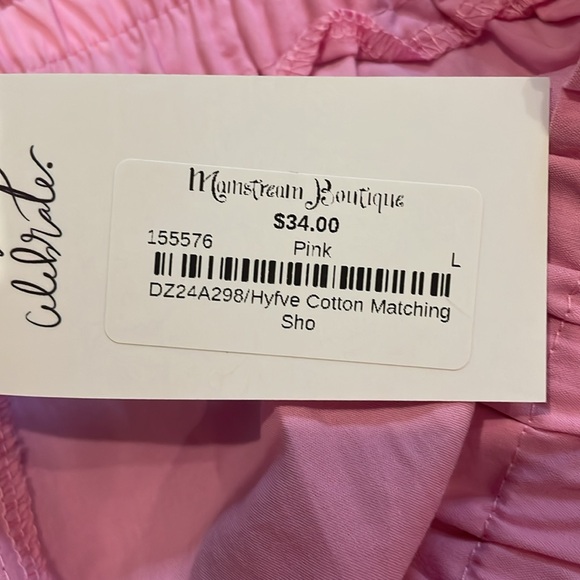 celebrate.
Mainstream Boutique
$34.00
155576 Pink L
DZ24A298/Hyfve Cotton Matching
Sho